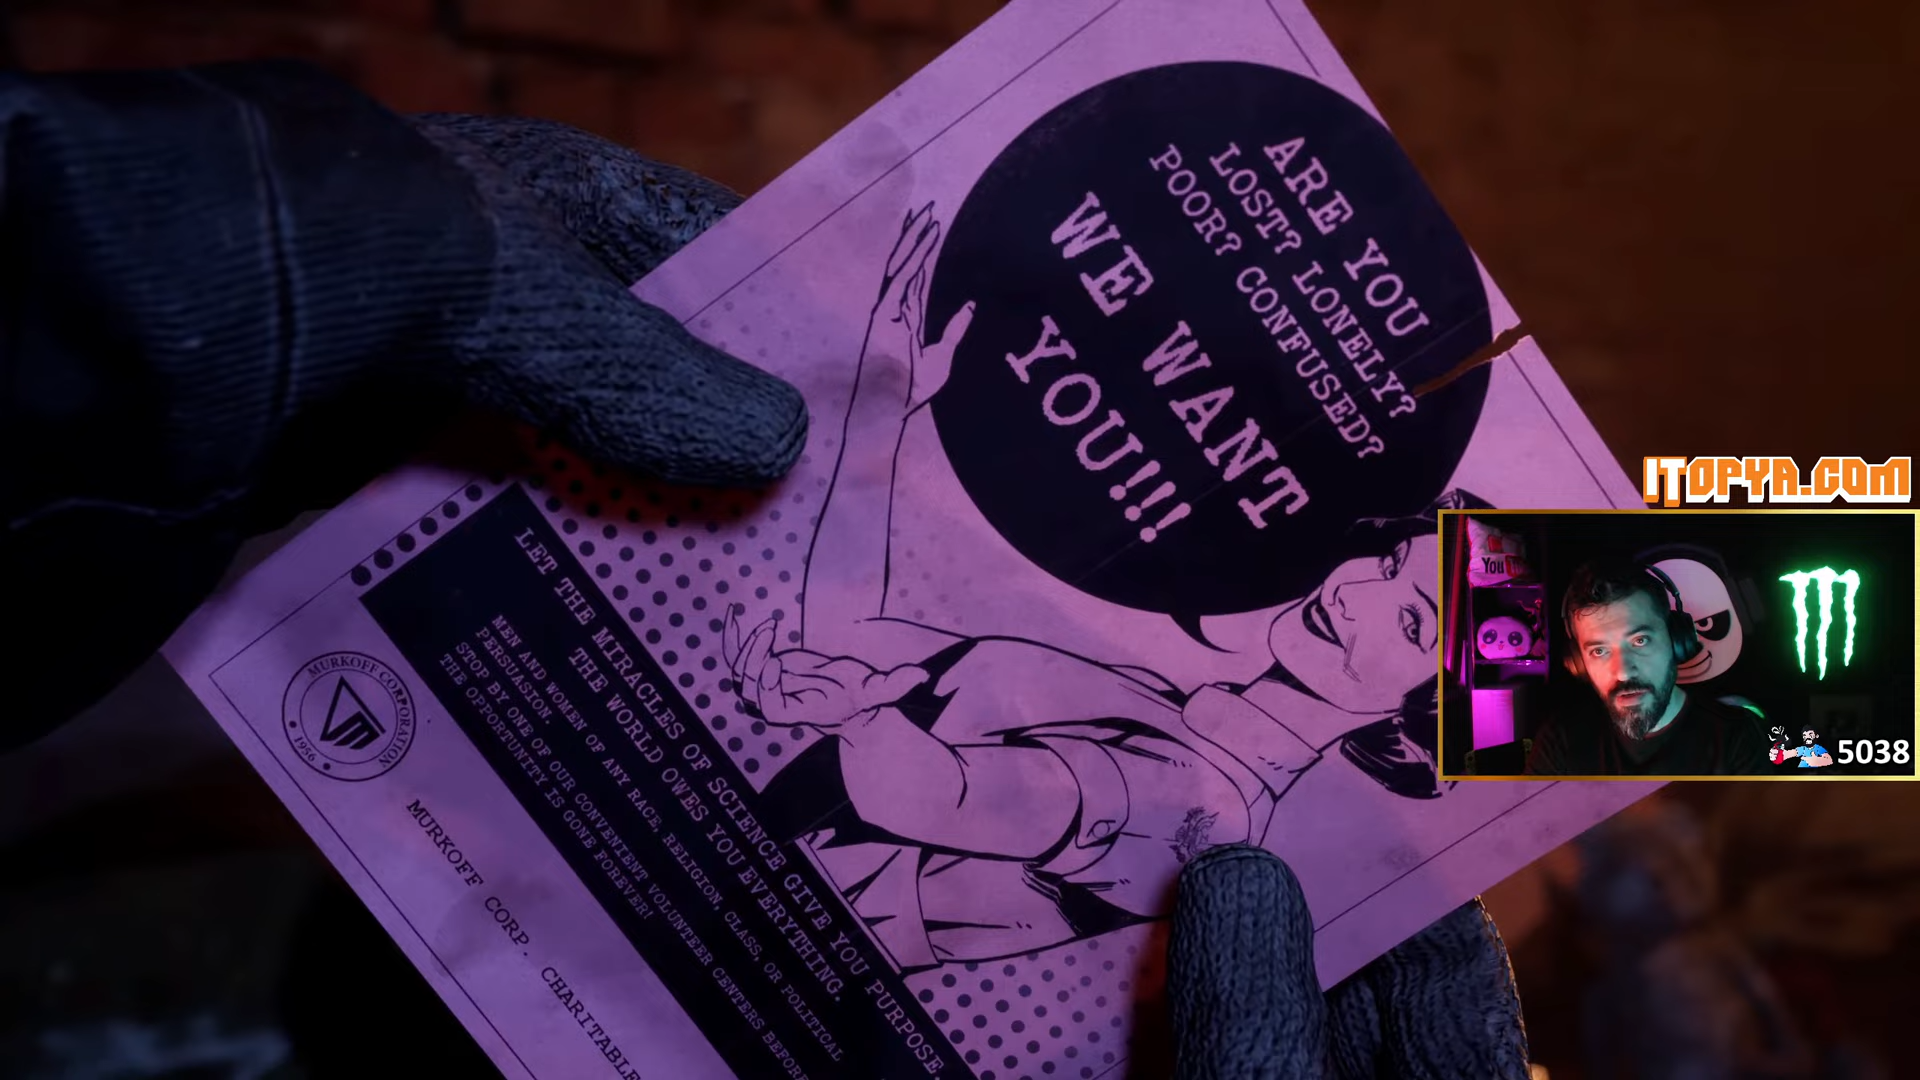 ARE YOU
LOST? LONELY?
POOR? CONFUSED?
WE WANT
YOU!!!
LET THE MIRACLES OF SCIENCE GIVE YOU PURPOSE.
THE WORLD OWES YOU EVERYTHING.
MEN AND WOMEN OF ANY RACE, RELIGION, CLASS, OR POLITICAL
PERSUASION.
STOP BY ONE OF OUR CONVENIENT VOLUNTEER CENTERS BEFORE
THE OPPORTUNITY IS GONE FOREVER!
MURKOFF CORPORATION
• 1956 •
MURKOFF CORP. CHARITABLE
ITOPYA.COM
You
5038